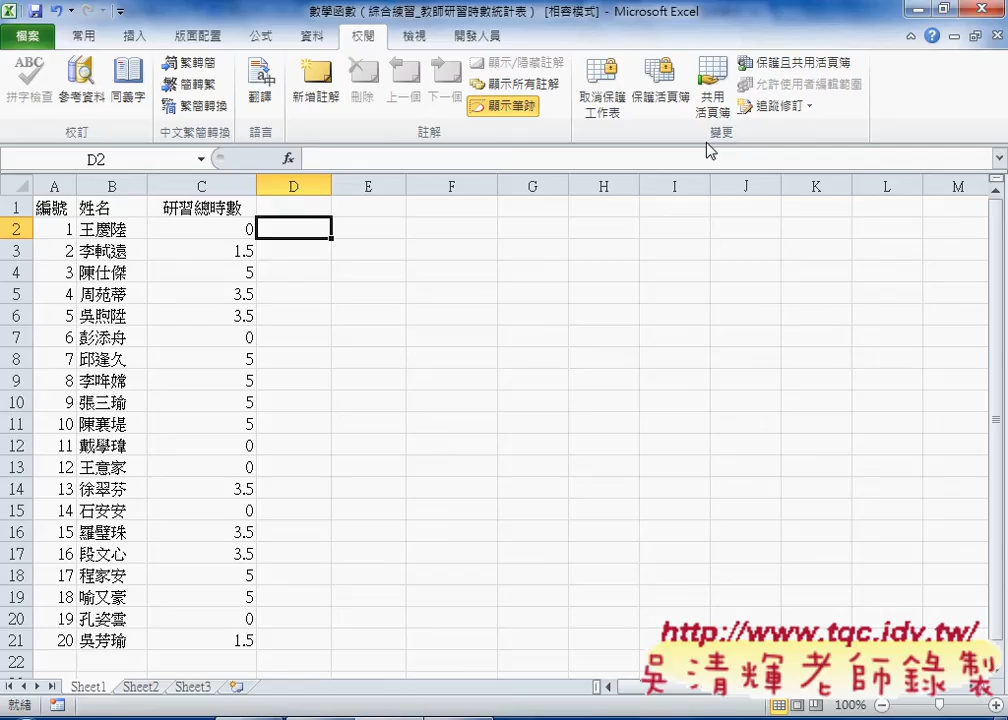 數學函數（綜合練習_教師研習時數統計表） [相容模式] - Microsoft Excel
檔案 常用 插入 版面配置 公式 資料 校閱 檢視 開發人員
ABC
拼字檢查 參考資料 同義字
校訂
繁轉簡
簡轉繁
繁簡轉換
中文繁簡轉換
翻譯
語言
新增註解 刪除 上一個 下一個
顯示/隱藏註解
顯示所有註解
顯示筆跡
註解
取消保護工作表 保護活頁簿 共用活頁簿
保護且共用活頁簿
允許使用者編輯範圍
追蹤修訂
變更
D2 fx
A B C D E F G H I J K L M
1 編號 姓名 研習總時數
2 1 王慶陸 0
3 2 李軾遠 1.5
4 3 陳仕傑 5
5 4 周苑蒂 3.5
6 5 吳煦陞 3.5
7 6 彭添舟 0
8 7 邱逢久 5
9 8 李哞嫦 5
10 9 張三瑜 5
11 10 陳襄堤 5
12 11 戴學瑋 0
13 12 王意家 0
14 13 徐翠芬 3.5
15 14 石安安 0
16 15 羅璧珠 3.5
17 16 段文心 3.5
18 17 程家安 5
19 18 喻又豪 5
20 19 孔姿雲 0
21 20 吳芳瑜 1.5
22
http://www.tqc.idv.tw/
吳清輝老師錄製
Sheet1 Sheet2 Sheet3
就緒 100%